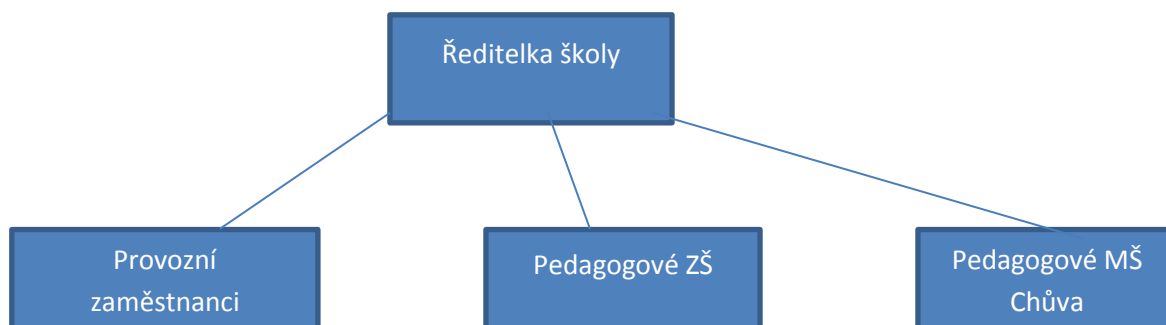 Ředitelka školy
Provozní
zaměstnanci
Pedagogové ZŠ
Pedagogové MŠ
Chůva